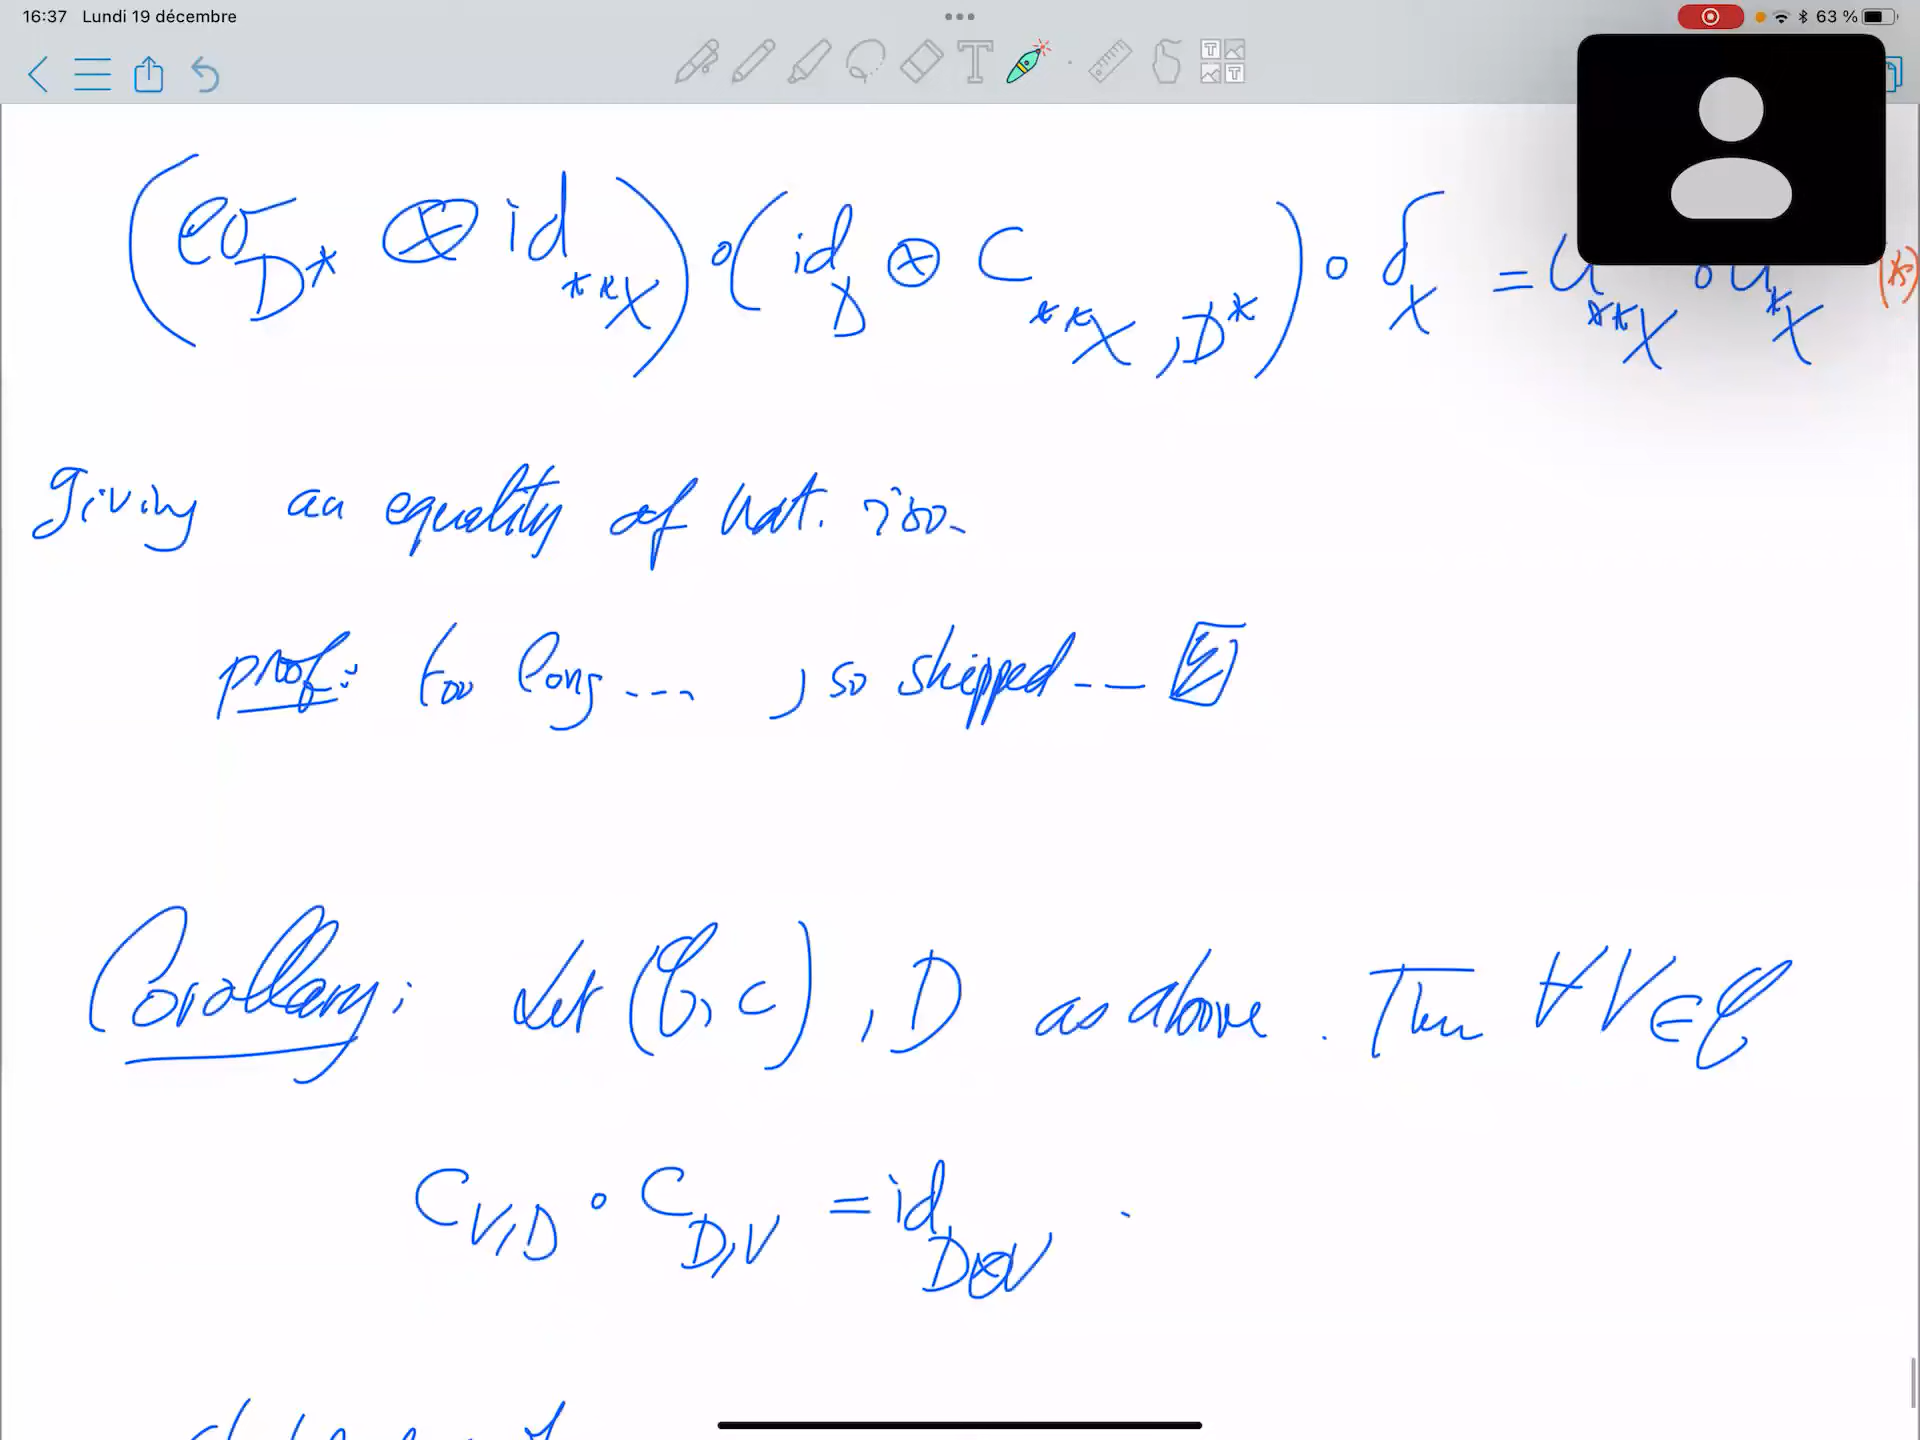 16:37 Lundi 19 décembre 63 %
(ev_{D*} ⊗ id_{**X}) ∘ (id_D ⊗ C_{**X, D*}) ∘ δ_X = u_{**X} ∘ u_{*X} (*)
giving an equality of nat. iso.
proof: too long ... , so skipped --
Corollary: Let (C, c), D as above. Then ∀V∈C
C_{V,D} ∘ C_{D,V} = id_{D⊗V} .